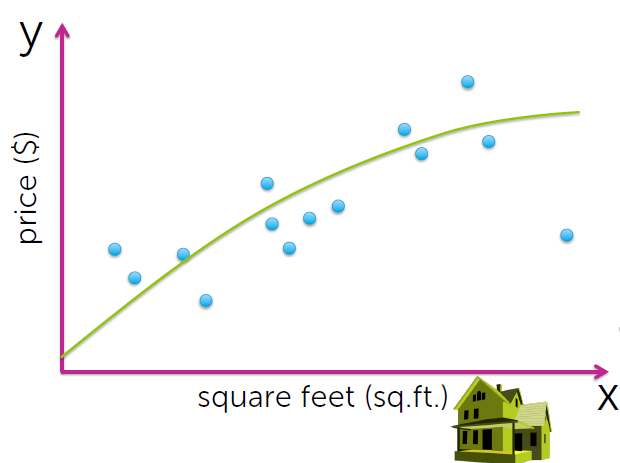 y
price ($)
square feet (sq.ft.)
x